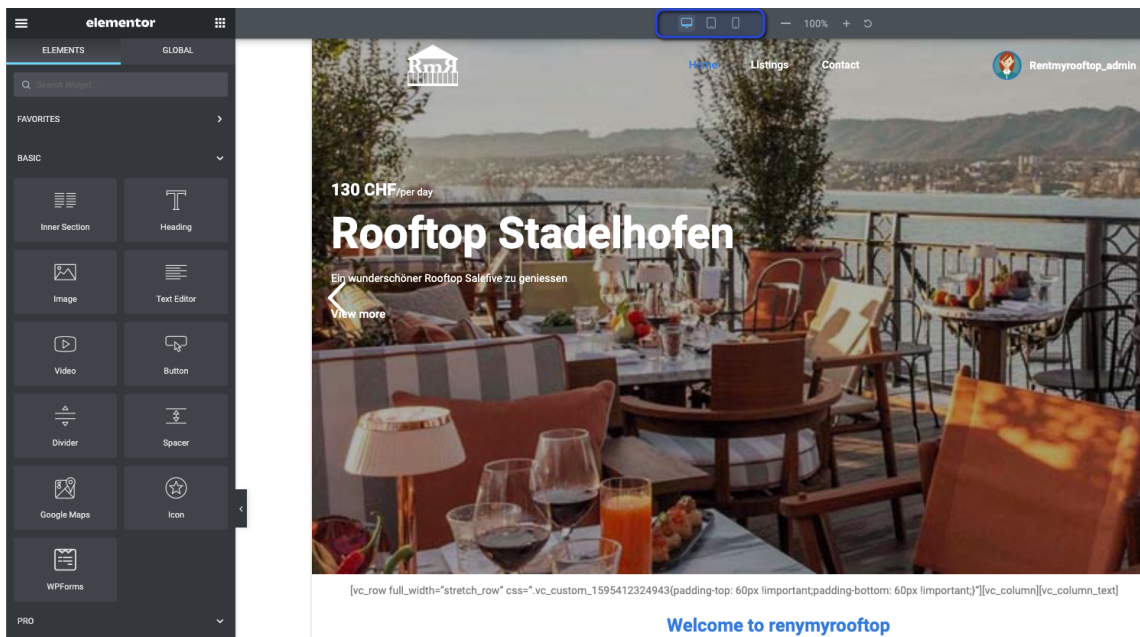 elementor
100%
ELEMENTS GLOBAL
Search Widget...
FAVORITES
BASIC
Inner Section
Heading
Image
Text Editor
Video
Button
Divider
Spacer
Google Maps
Icon
WPForms
PRO
RmR
Home Listings Contact
Rentmyrooftop_admin
130 CHF/per day
Rooftop Stadelhofen
Ein wunderschöner Rooftop Salefive zu geniessen
View more
[vc_row full_width="stretch_row" css=".vc_custom_1595412324943{padding-top: 60px !important;padding-bottom: 60px !important;}"][vc_column][vc_column_text]
Welcome to renymyrooftop